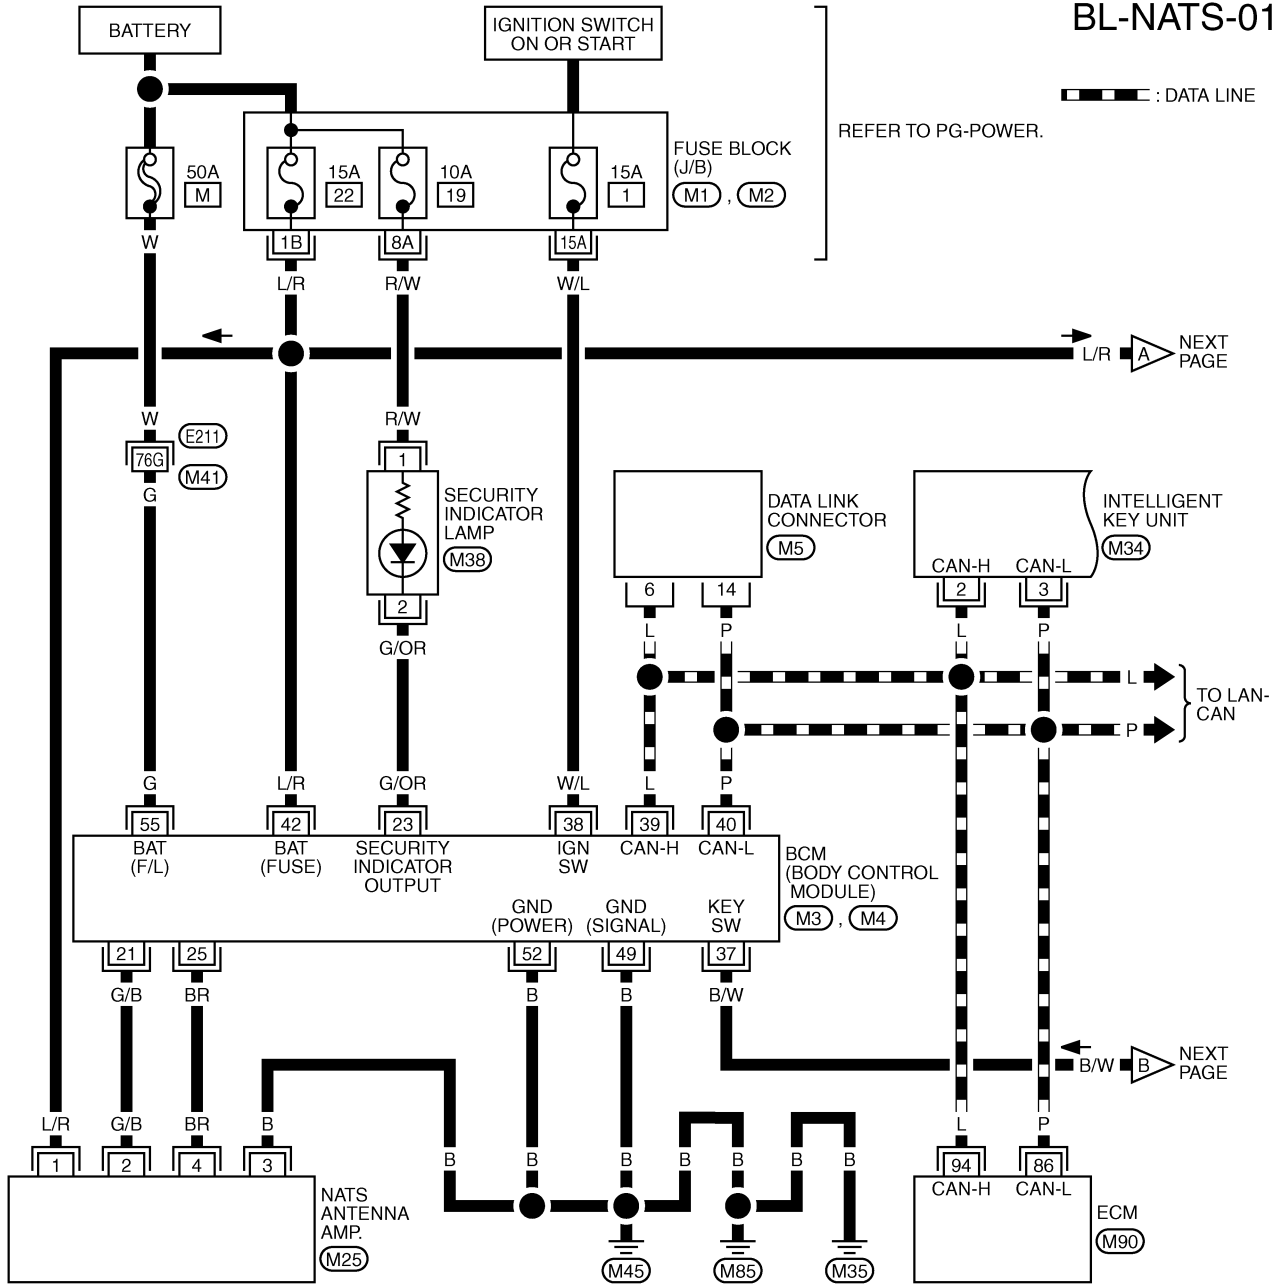 BL-NATS-01
BATTERY
IGNITION SWITCH
ON OR START
: DATA LINE
REFER TO PG-POWER.
50A
M
15A
22
10A
19
15A
1
FUSE BLOCK
(J/B)
M1 , M2
1B
8A
15A
W
L/R
R/W
W/L
L/R
A
NEXT
PAGE
W
R/W
E211
76G
M41
G
1
SECURITY
INDICATOR
LAMP
M38
2
G/OR
DATA LINK
CONNECTOR
M5
6
14
L
P
INTELLIGENT
KEY UNIT
M34
CAN-H
CAN-L
2
3
L
P
L
P
TO LAN-
CAN
G
L/R
G/OR
W/L
L
P
55
42
23
38
39
40
BAT
(F/L)
BAT
(FUSE)
SECURITY
INDICATOR
OUTPUT
IGN
SW
CAN-H
CAN-L
BCM
(BODY CONTROL
MODULE)
M3 , M4
GND
(POWER)
GND
(SIGNAL)
KEY
SW
21
25
52
49
37
G/B
BR
B
B
B/W
B/W
B
NEXT
PAGE
L/R
G/B
BR
B
L
P
B
B
B
B
B
B
B
1
2
4
3
94
86
CAN-H
CAN-L
NATS
ANTENNA
AMP.
M25
M45
M85
M35
ECM
M90